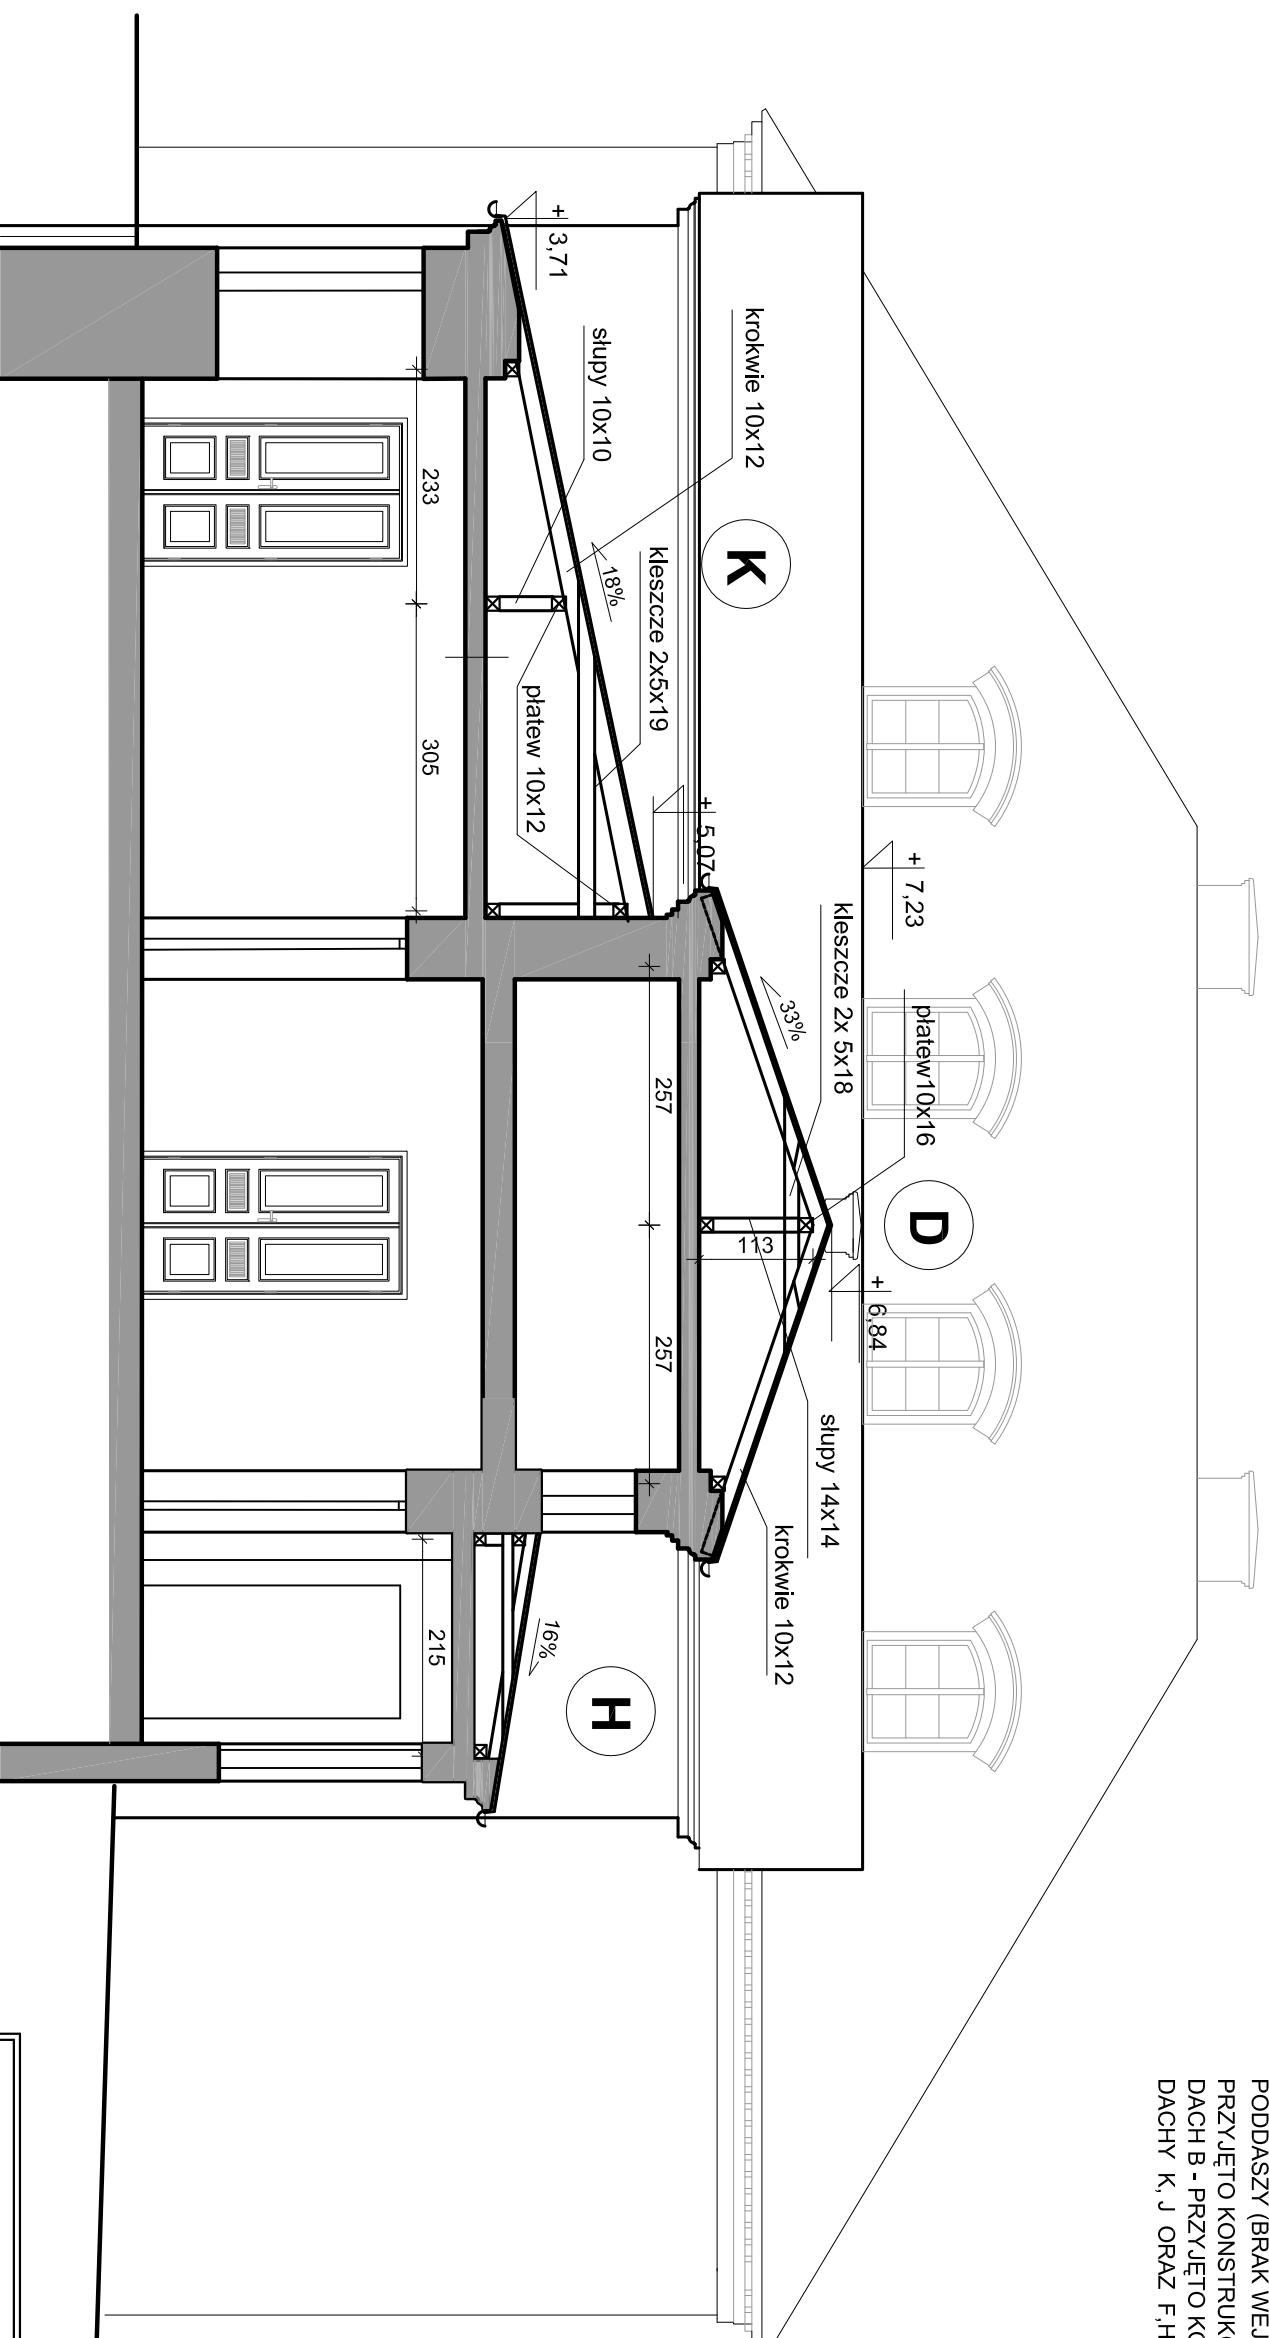 PODDASZY (BRAK WEJ
PRZYJĘTO KONSTRUK
DACH B - PRZYJĘTO K
DACHY K, J ORAZ F,H
D
+ 7,23
płatew10x16
+ 6,84
kleszcze 2x 5x18
słupy 14x14
33%
krokwie 10x12
113
K
krokwie 10x12
+ 5,07
257
257
kleszcze 2x5x19
18%
H
słupy 10x10
+ 3,71
16%
płatew 10x12
233
305
215